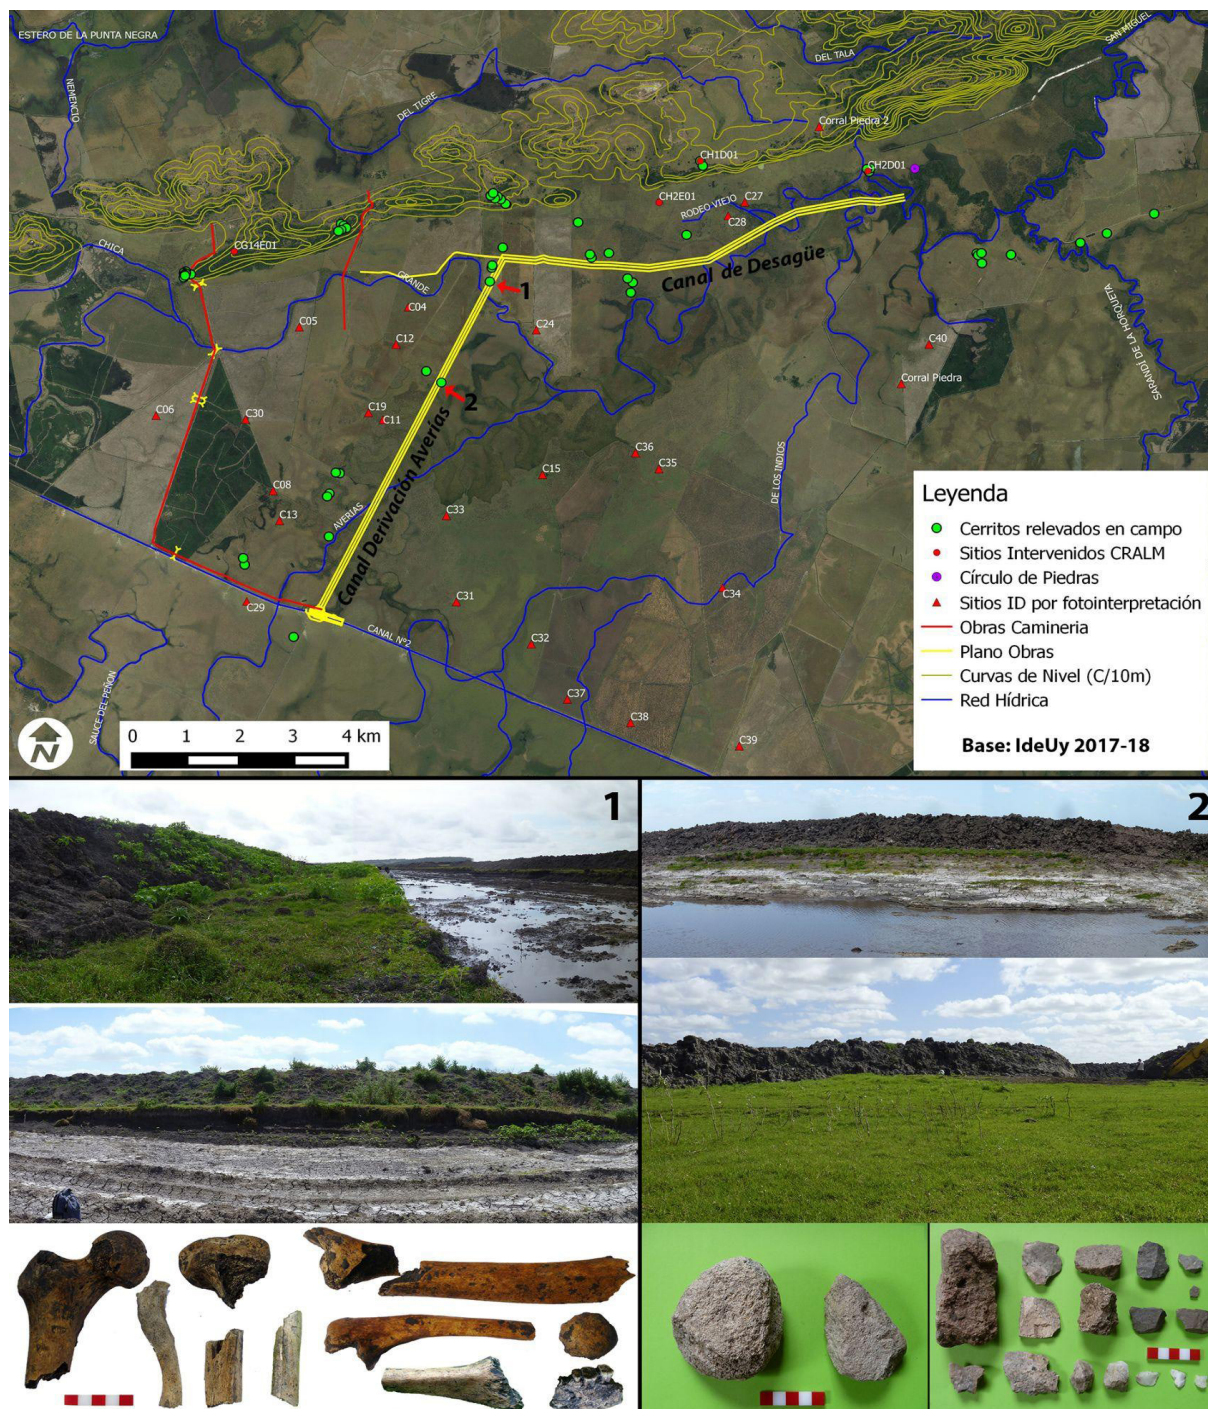 ESTERO DE LA PUNTA NEGRA
NEMENCIO
DEL TIGRE
DEL TALA
SAN MIGUEL
Corral Piedra 2
CH1D01
CH2D01
CH2E01
C27
RODEO VIEJO
C28
CHICA
CG14E01
GRANDE
Canal de Desagüe
1
C04
C05
C24
C12
C40
SARANDÍ DE LA HORQUETA
Corral Piedra
2
C06
C30
C19
C11
Canal Derivación Averías
C36
C35
C15
DE LOS INDIOS
C08
C13
C33
AVERIAS
C29
C31
C34
CANAL Nº2
C32
SAUCE DEL PEÑON
C37
C38
C39
Leyenda
Cerritos relevados en campo
Sitios Intervenidos CRALM
Círculo de Piedras
Sitios ID por fotointerpretación
Obras Camineria
Plano Obras
Curvas de Nivel (C/10m)
Red Hídrica
Base: IdeUy 2017-18
N
0 1 2 3 4 km
1
2